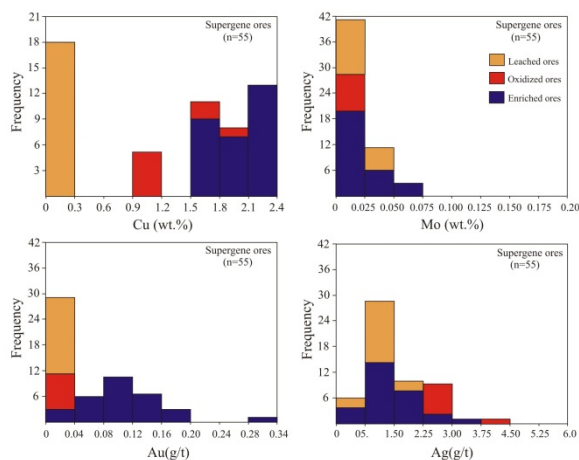 Supergene ores
(n=55)
Frequency
21
18
15
12
9
6
3
0 0.3 0.6 0.9 1.2 1.5 1.8 2.1 2.4
Cu (wt.%)
Supergene ores
(n=55)
Leached ores
Oxidized ores
Enriched ores
Frequency
42
36
30
24
18
12
6
0 0.025 0.050 0.075 0.100 0.125 0.150 0.175 0.20
Mo (wt.%)
Supergene ores
(n=55)
Frequency
42
36
30
24
18
12
6
0 0.04 0.08 0.12 0.16 0.20 0.24 0.28 0.34
Au(g/t)
Supergene ores
(n=55)
Frequency
42
36
30
24
18
12
6
0 05. 1.50 2.25 3.00 3.75 4.50 5.25 6.0
Ag(g/t)